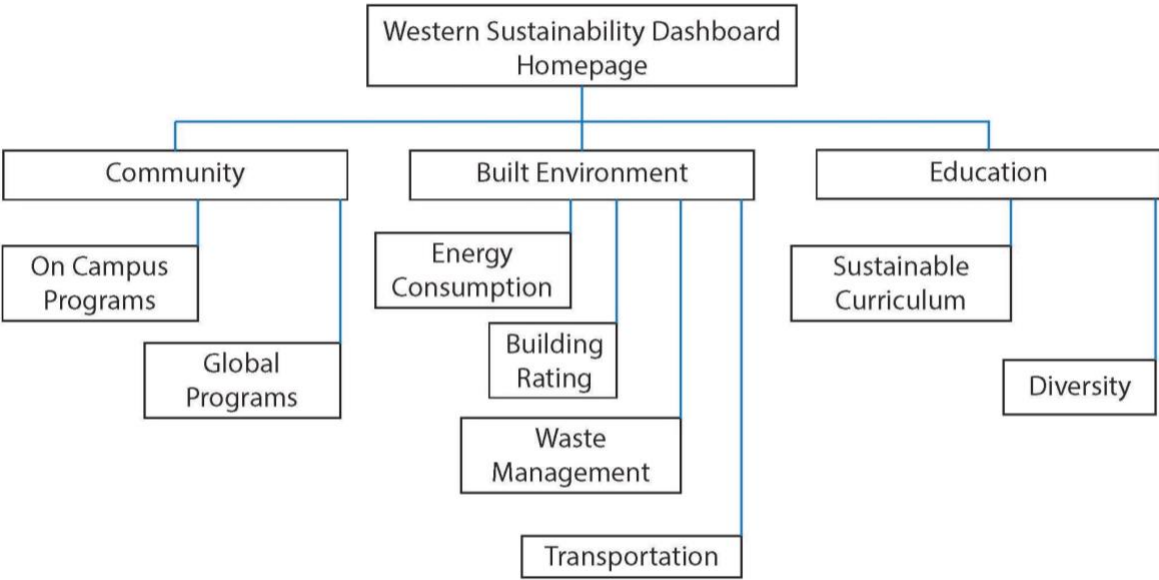 Western Sustainability Dashboard
Homepage
Community
On Campus
Programs
Global
Programs
Built Environment
Energy
Consumption
Building
Rating
Waste
Management
Transportation
Education
Sustainable
Curriculum
Diversity